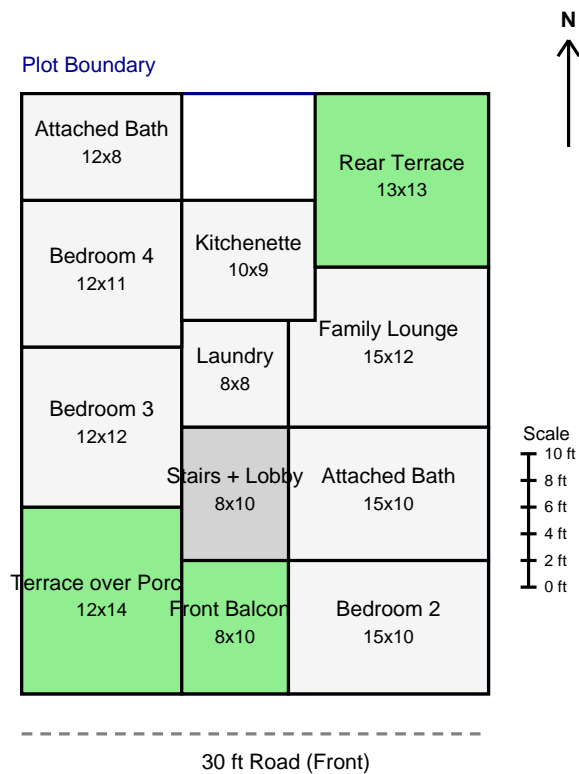 N
Plot Boundary
Attached Bath
12x8
Rear Terrace
13x13
Bedroom 4
12x11
Kitchenette
10x9
Family Lounge
15x12
Laundry
8x8
Bedroom 3
12x12
Stairs + Lobby
8x10
Attached Bath
15x10
Scale
10 ft
8 ft
6 ft
4 ft
2 ft
0 ft
Terrace over Porc
12x14
Front Balcon
8x10
Bedroom 2
15x10
30 ft Road (Front)